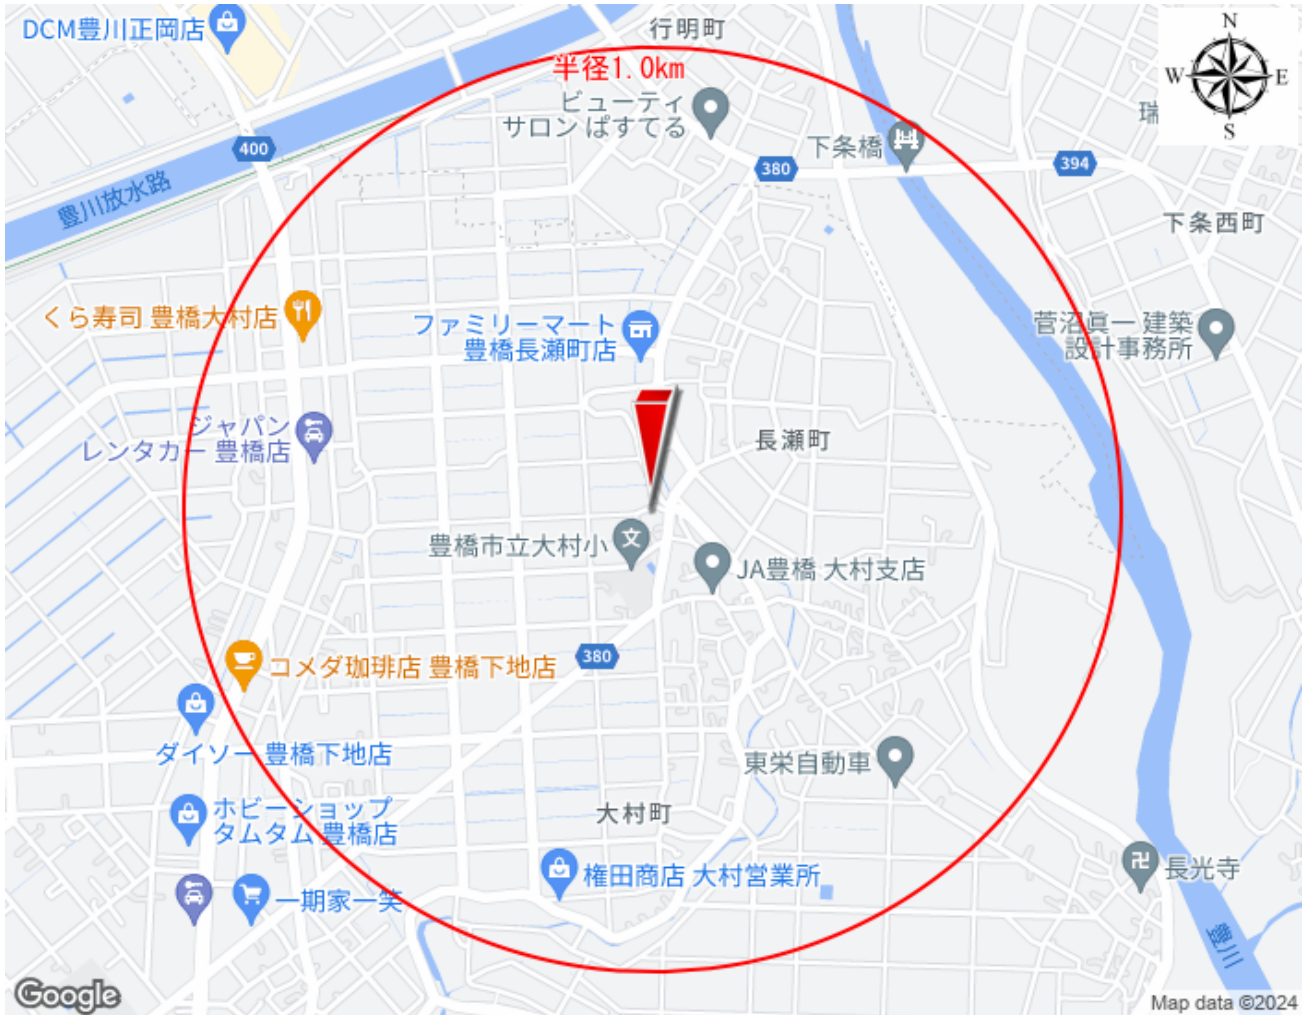 行明町
DCM豊川正岡店
N
W
E
S
半径1.0km
ビューティ
サロン ぱすてる
瑞
下条橋
400
380
394
豊川放水路
下条西町
くら寿司 豊橋大村店
ファミリーマート
豊橋長瀬町店
菅沼眞一 建築
設計事務所
ジャパン
レンタカー 豊橋店
長瀬町
豊橋市立大村小
文
JA豊橋 大村支店
380
コメダ珈琲店 豊橋下地店
ダイソー 豊橋下地店
東栄自動車
ホビーショップ
タムタム 豊橋店
大村町
権田商店 大村営業所
長光寺
一期家一笑
豊川
Google
Map data ©2024